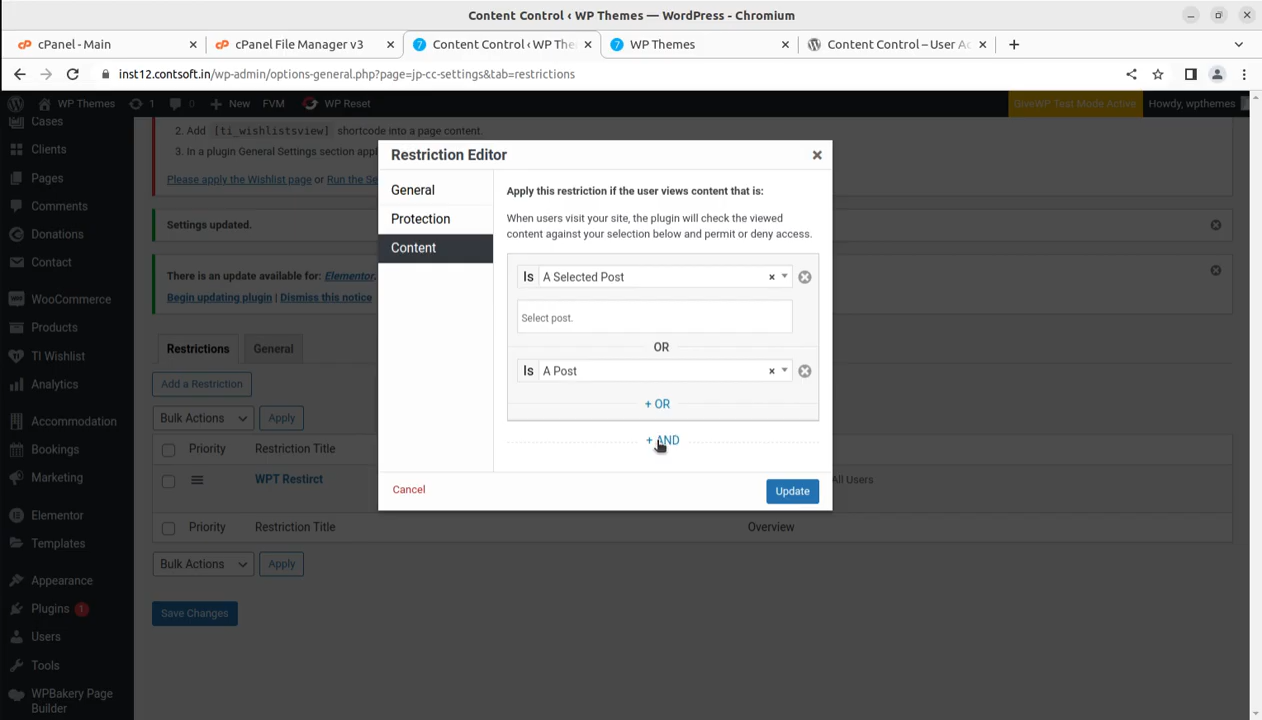 Content Control ‹ WP Themes — WordPress - Chromium
cPanel - Main
cPanel File Manager v3
Content Control ‹ WP The
WP Themes
Content Control – User Ac
inst12.contsoft.in/wp-admin/options-general.php?page=jp-cc-settings&tab=restrictions
WP Themes
1
0
New
FVM
WP Reset
GiveWP Test Mode Active
Howdy, wpthemes
Cases
Clients
Pages
Comments
Donations
Contact
WooCommerce
Products
TI Wishlist
Analytics
Accommodation
Bookings
Marketing
Elementor
Templates
Appearance
Plugins 1
Users
Tools
WPBakery Page
Builder
2. Add [ti_wishlistsview] shortcode into a page content.
3. In a plugin General Settings section appl
Please apply the Wishlist page or Run the Se
Settings updated.
There is an update available for: Elementor.
Begin updating plugin | Dismiss this notice
Restrictions
General
Add a Restriction
Bulk Actions
Apply
Priority
Restriction Title
WPT Restirct
All Users
Priority
Restriction Title
Overview
Bulk Actions
Apply
Save Changes
Restriction Editor
General
Protection
Content
Apply this restriction if the user views content that is:
When users visit your site, the plugin will check the viewed
content against your selection below and permit or deny access.
Is A Selected Post
Select post.
OR
Is A Post
+ OR
+ AND
Cancel
Update